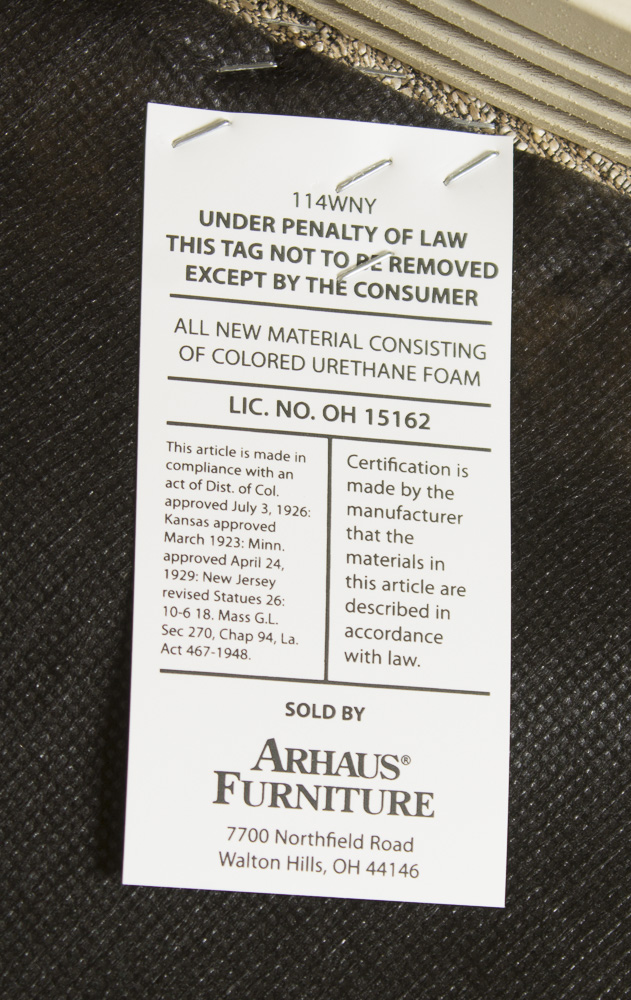 114WNY
UNDER PENALTY OF LAW
THIS TAG NOT TO BE REMOVED
EXCEPT BY THE CONSUMER
ALL NEW MATERIAL CONSISTING
OF COLORED URETHANE FOAM
LIC. NO. OH 15162
This article is made in
compliance with an
act of Dist. of Col.
approved July 3, 1926:
Kansas approved
March 1923: Minn.
approved April 24,
1929: New Jersey
revised Statues 26:
10-6 18. Mass G.L.
Sec 270, Chap 94, La.
Act 467-1948.
Certification is
made by the
manufacturer
that the
materials in
this article are
described in
accordance
with law.
SOLD BY
ARHAUS®
FURNITURE
7700 Northfield Road
Walton Hills, OH 44146